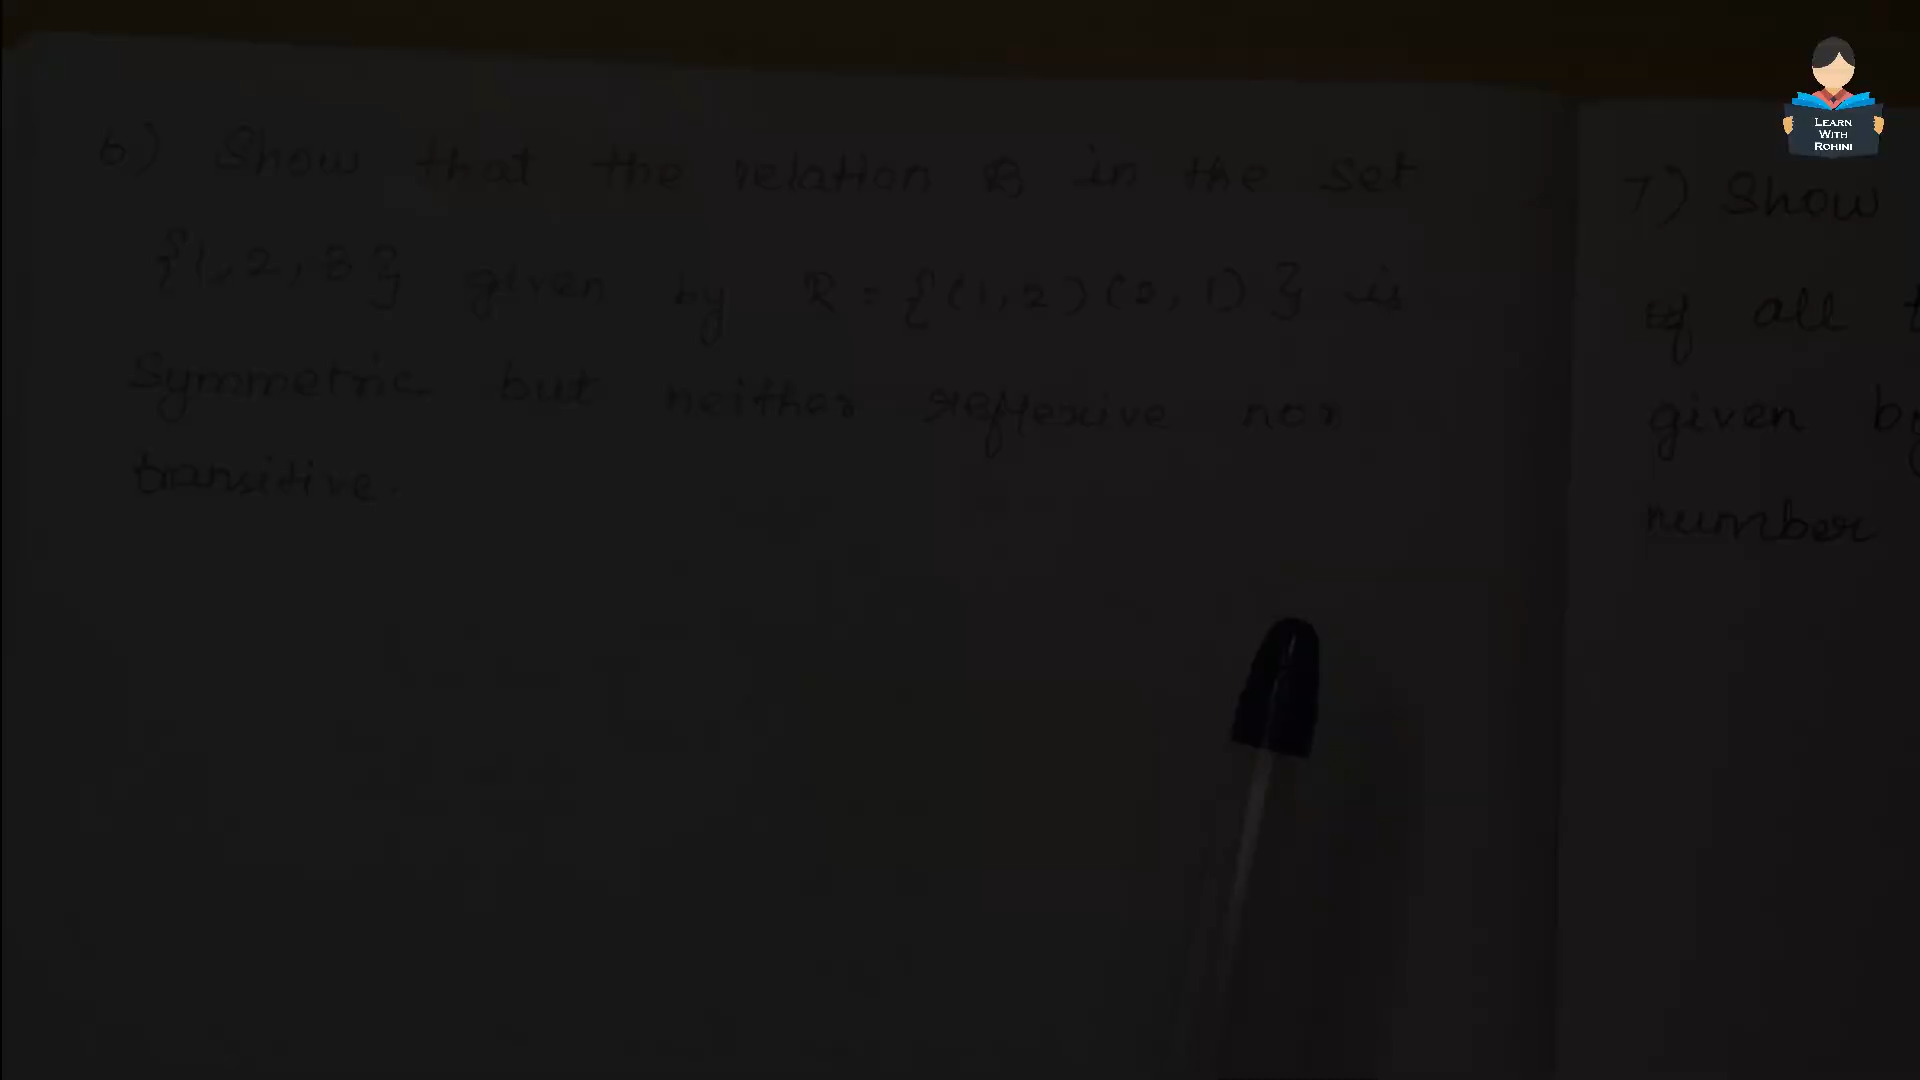 6) Show that the relation R in the set
{1, 2, 3} given by R = {(1, 2) (2, 1)} is
Symmetric but neither reflexive nor
transitive.
7) Show
of all
given by
number
LEARN
WITH
ROHINI